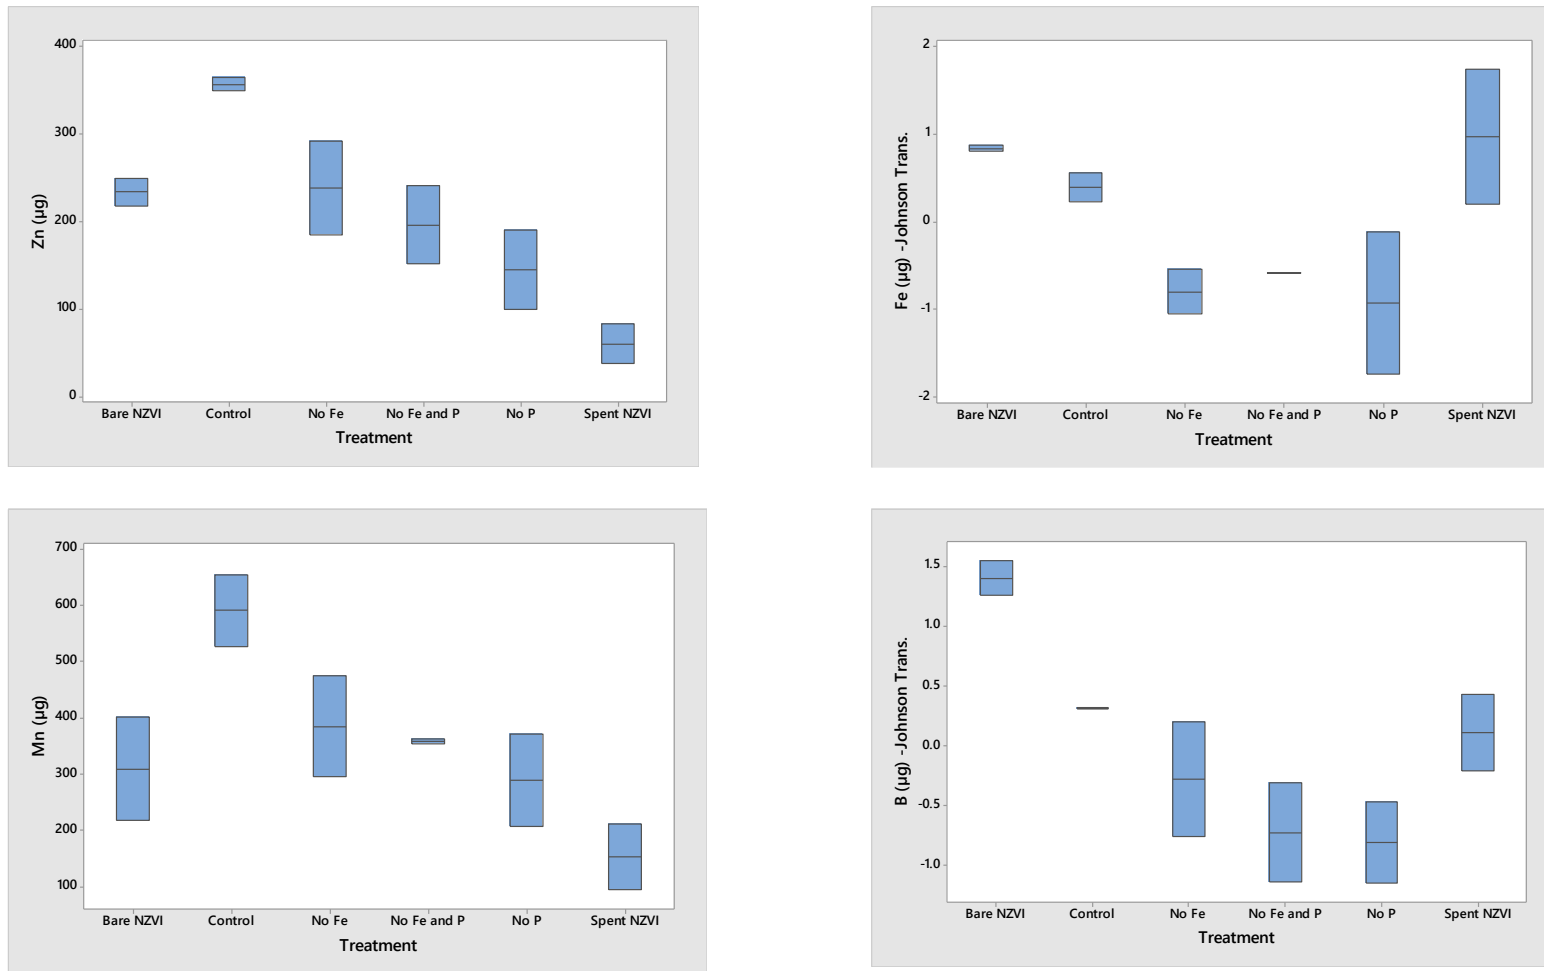 400
300
200
100
0
Zn (µg)
Bare NZVI Control No Fe No Fe and P No P Spent NZVI
Treatment
2
1
0
-1
-2
Fe (µg) -Johnson Trans.
Bare NZVI Control No Fe No Fe and P No P Spent NZVI
Treatment
700
600
500
400
300
200
100
Mn (µg)
Bare NZVI Control No Fe No Fe and P No P Spent NZVI
Treatment
1.5
1.0
0.5
0.0
-0.5
-1.0
B (µg) -Johnson Trans.
Bare NZVI Control No Fe No Fe and P No P Spent NZVI
Treatment